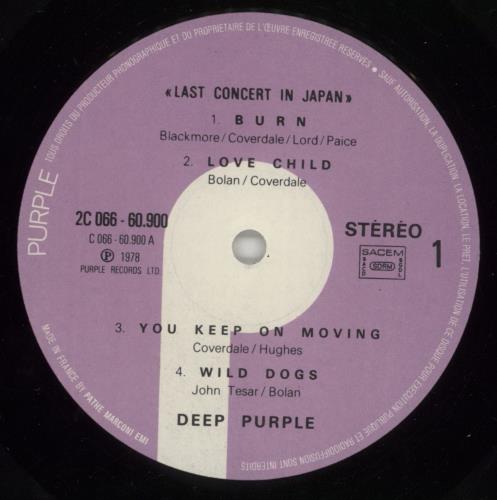 TOUS DROITS DU PRODUCTEUR PHONOGRAPHIQUE ET DU PROPRIETAIRE DE L'ŒUVRE ENREGISTREE RESERVES • SAUF AUTORISATION, LA DUPLICATION, LA LOCATION, LE PRET, L'UTILISATION DE CE DISQUE POUR EXECUTION PUBLIQUE ET RADIODIFFUSION SONT INTERDITS
PURPLE
«LAST CONCERT IN JAPAN»
1. BURN
Blackmore/Coverdale/Lord/Paice
2. LOVE CHILD
Bolan/Coverdale
2C 066 - 60.900
C 066 - 60.900 A
Ⓟ 1978
PURPLE RECORDS LTD.
STÉRÉO
1
SACEM
SACD
SDRM
SGDL
3. YOU KEEP ON MOVING
Coverdale/Hughes
4. WILD DOGS
John Tesar/Bolan
DEEP PURPLE
MADE IN FRANCE BY PATHE MARCONI EMI